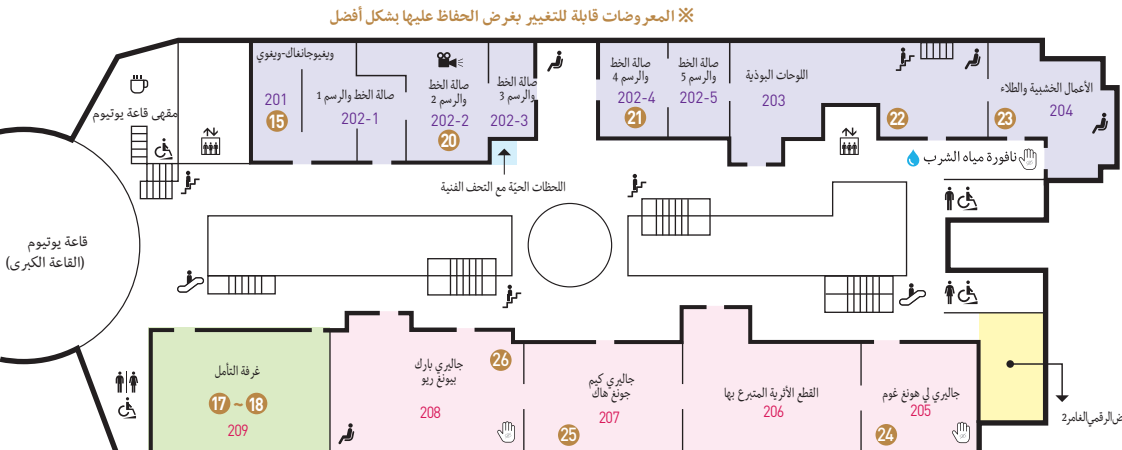 ※ المعروضات قابلة للتغيير بغرض الحفاظ عليها بشكل أفضل
ويغيوجانغاك-ويغوي
201
15
صالة الخط والرسم 1
202-1
صالة الخط
والرسم
2
202-2
20
صالة الخط
والرسم
3
202-3
صالة الخط
والرسم 4
202-4
21
صالة الخط
والرسم 5
202-5
اللوحات البوذية
203
22
23
الأعمال الخشبية والطلاء
204
مقهى قاعة يوتيوم
نافورة مياه الشرب
اللحظات الحيّة مع التحف الفنية
قاعة يوتيوم
(القاعة الكبرى)
غرفة التأمل
17 ~ 18
209
جاليري بارك
بيونغ ريو
208
26
جاليري كيم
جونغ هاك
207
25
القطع الأثرية المتبرع بها
206
جاليري لي هونغ غوم
205
24
الرقمي الغامر2